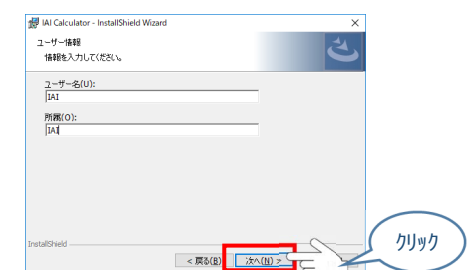 IAI Calculator - InstallShield Wizard
ユーザー情報
情報を入力してください。
ユーザー名(U):
IAI
所属(O):
IAI
InstallShield
< 戻る(B)
次へ(N) >
クリック